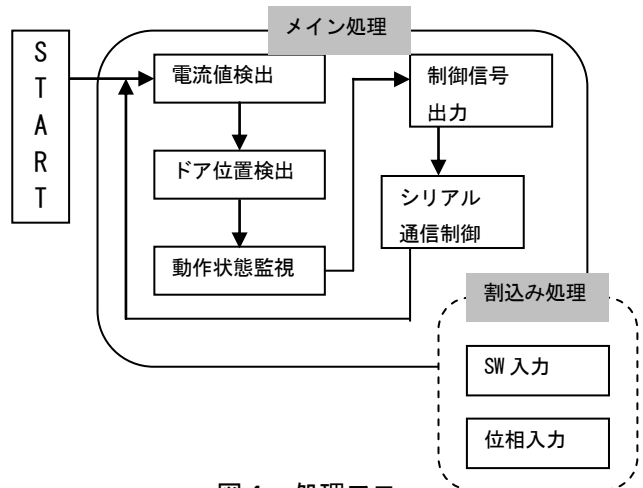 メイン処理
START
電流値検出
ドア位置検出
動作状態監視
制御信号
出力
シリアル
通信制御
割込み処理
SW 入力
位相入力